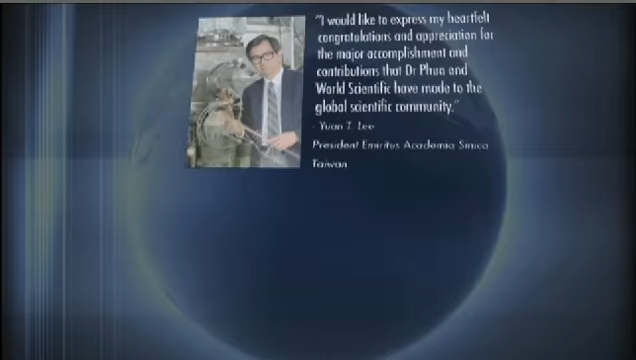 "I would like to express my heartfelt
congratulations and appreciation for
the major accomplishment and
contributions that Dr Phua and
World Scientific have made to the
global scientific community."
- Yuan T. Lee
President Emritus Academia Sinica
Taiwan